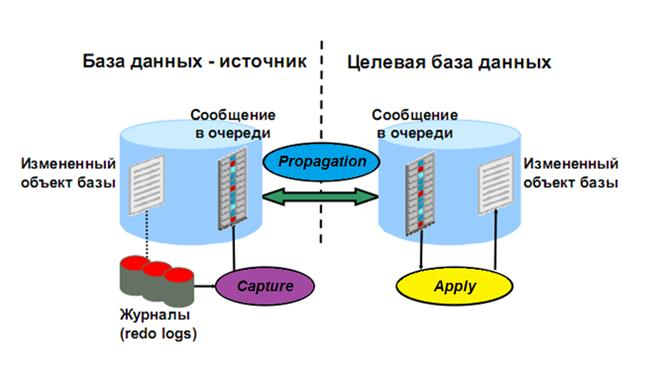 База данных - источник
Целевая база данных
Сообщение
в очереди
Сообщение
в очереди
Измененный
объект базы
Propagation
Измененный
объект базы
Capture
Apply
Журналы
(redo logs)